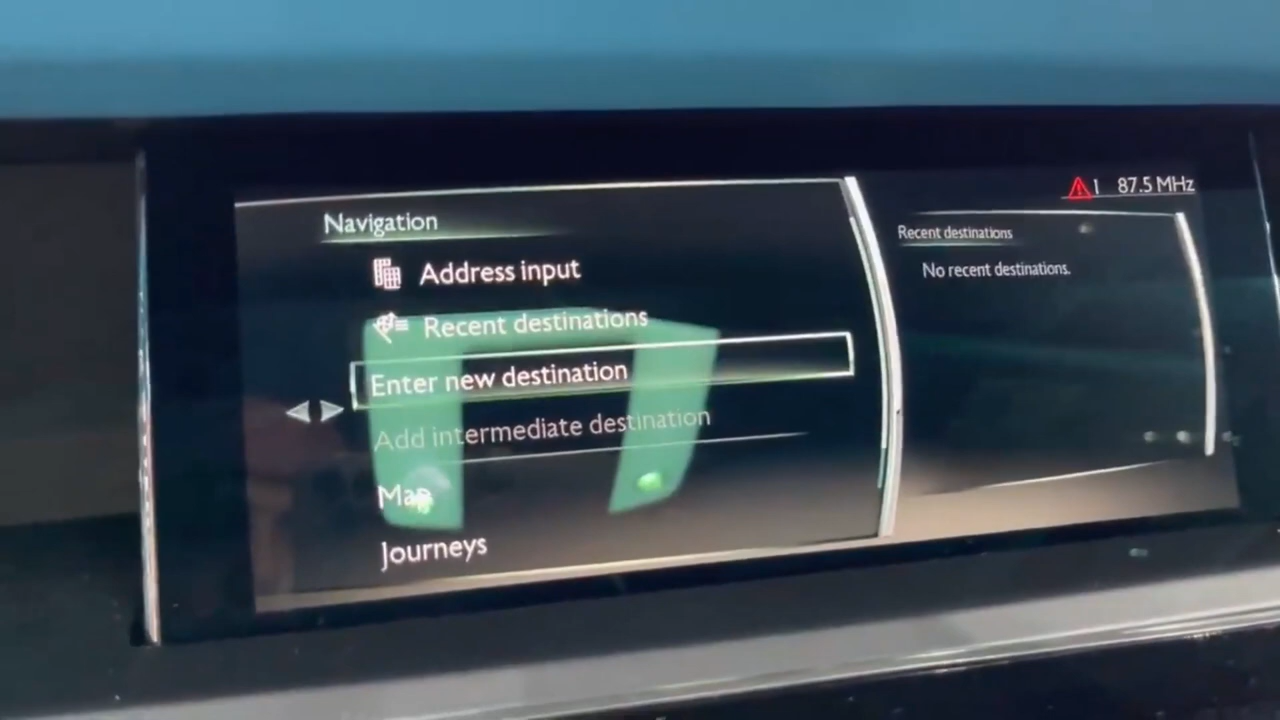 1 87.5 MHz
Navigation
Address input
Recent destinations
Enter new destination
Add intermediate destination
Map
Journeys
Recent destinations
No recent destinations.